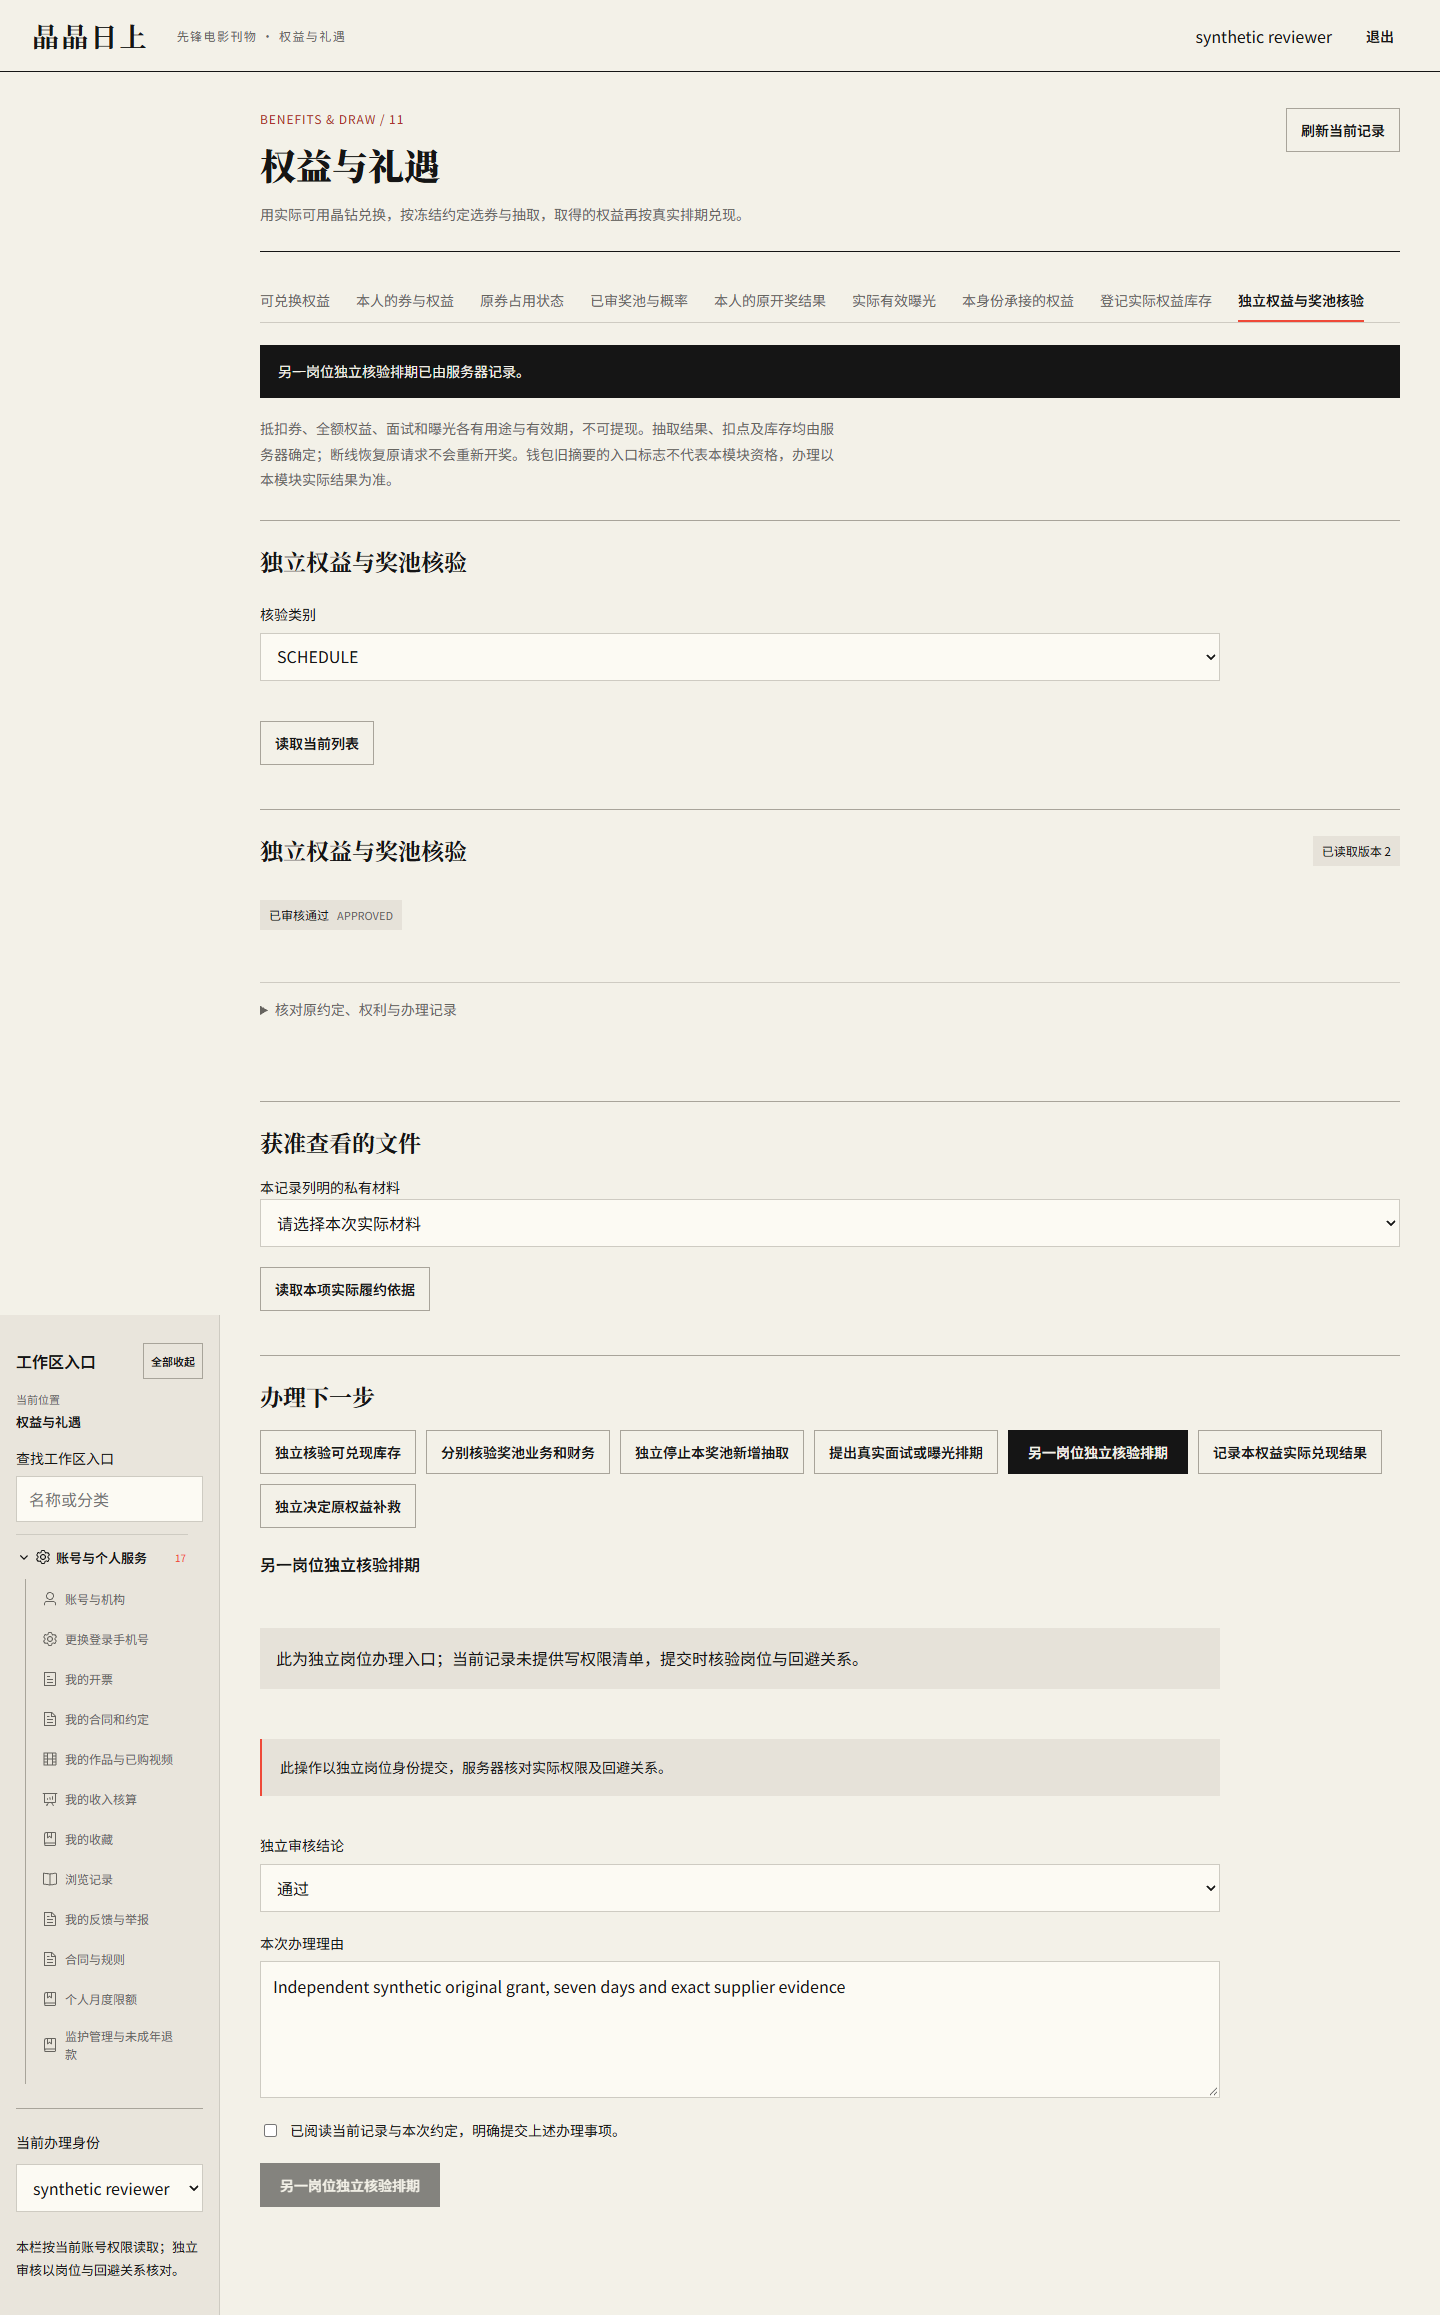 晶晶日上
先锋电影刊物 · 权益与礼遇
synthetic reviewer
退出
BENEFITS & DRAW / 11
刷新当前记录
权益与礼遇
用实际可用晶钻兑换，按冻结约定选券与抽取，取得的权益再按真实排期兑现。
可兑换权益
本人的券与权益
原券占用状态
已审奖池与概率
本人的原开奖结果
实际有效曝光
本身份承接的权益
登记实际权益库存
独立权益与奖池核验
另一岗位独立核验排期已由服务器记录。
抵扣券、全额权益、面试和曝光各有用途与有效期，不可提现。抽取结果、扣点及库存均由服
务器确定；断线恢复原请求不会重新开奖。钱包旧摘要的入口标志不代表本模块资格，办理以
本模块实际结果为准。
独立权益与奖池核验
核验类别
SCHEDULE
读取当前列表
独立权益与奖池核验
已读取版本 2
已审核通过 APPROVED
核对原约定、权利与办理记录
获准查看的文件
本记录列明的私有材料
请选择本次实际材料
读取本项实际履约依据
办理下一步
独立核验可兑现库存
分别核验奖池业务和财务
独立停止本奖池新增抽取
提出真实面试或曝光排期
另一岗位独立核验排期
记录本权益实际兑现结果
独立决定原权益补救
另一岗位独立核验排期
此为独立岗位办理入口；当前记录未提供写权限清单，提交时核验岗位与回避关系。
此操作以独立岗位身份提交，服务器核对实际权限及回避关系。
独立审核结论
通过
本次办理理由
Independent synthetic original grant, seven days and exact supplier evidence
已阅读当前记录与本次约定，明确提交上述办理事项。
另一岗位独立核验排期
工作区入口
全部收起
当前位置
权益与礼遇
查找工作区入口
名称或分类
账号与个人服务
17
账号与机构
更换登录手机号
我的开票
我的合同和约定
我的作品与已购视频
我的收入核算
我的收藏
浏览记录
我的反馈与举报
合同与规则
个人月度限额
监护管理与未成年退
款
当前办理身份
synthetic reviewer
本栏按当前账号权限读取；独立
审核以岗位与回避关系核对。